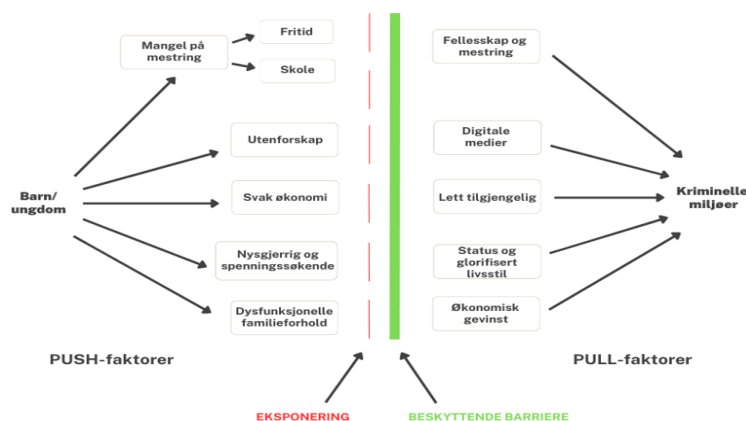 Fritid
Mangel på
mestring
Skole
Utenforskap
Barn/
ungdom
Svak økonomi
Nysgjerrig og
spenningssøkende
Dysfunksjonelle
familieforhold
PUSH-faktorer
Fellesskap og
mestring
Digitale
medier
Lett tilgjengelig
Kriminelle
miljøer
Status og
glorifisert
livsstil
Økonomisk
gevinst
PULL-faktorer
EKSPONERING
BESKYTTENDE BARRIERE